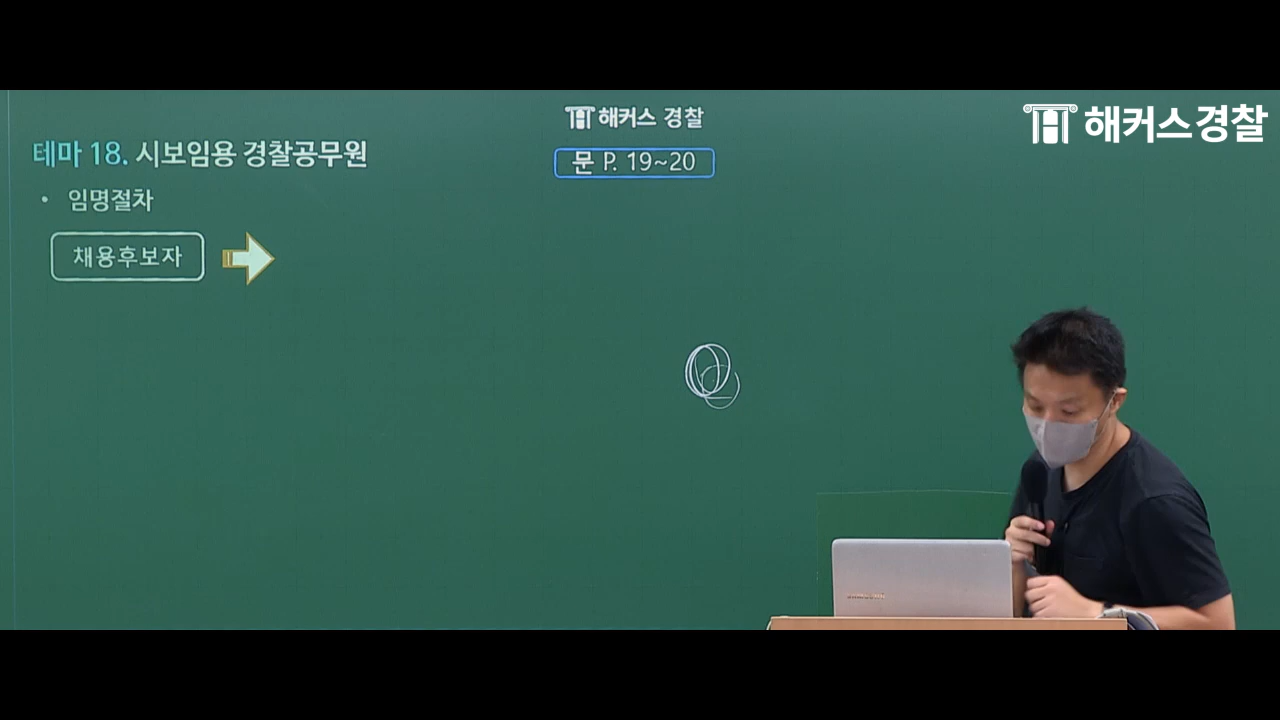 해커스 경찰
해커스경찰
테마 18. 시보임용 경찰공무원
문 P. 19~20
• 임명절차
채용후보자
SAMSUNG